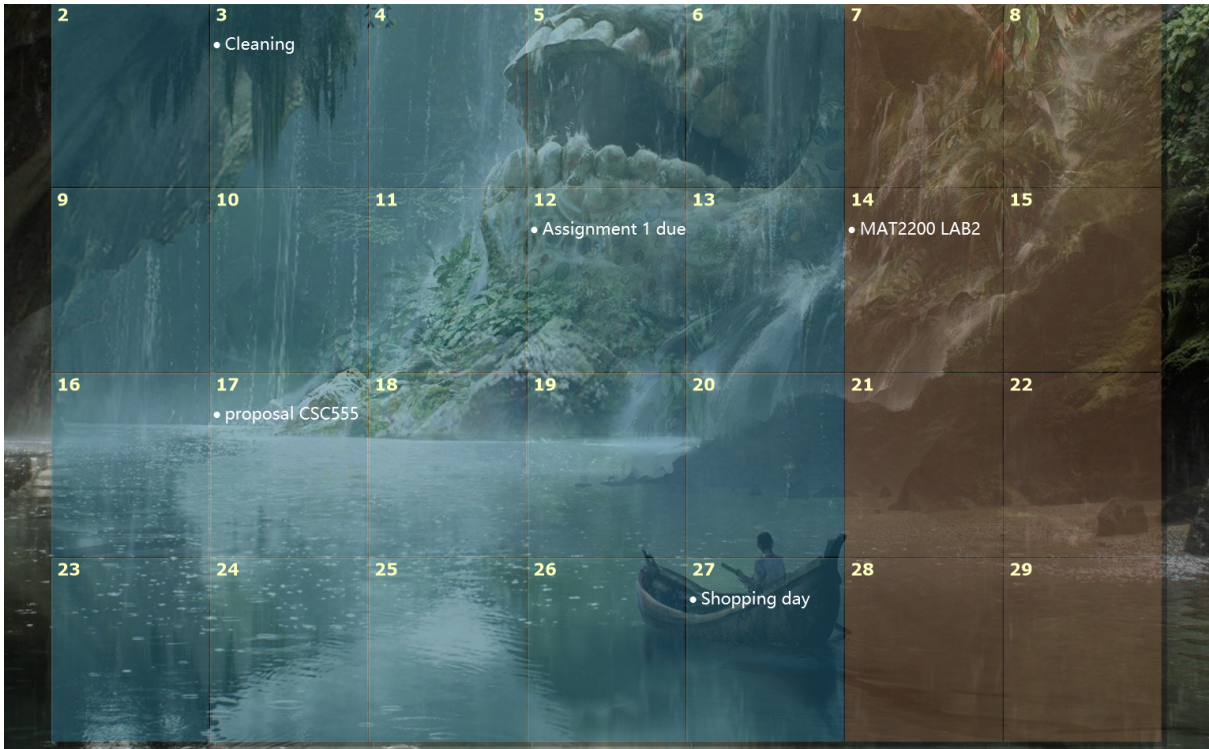 2 3 4 5 6 7 8
• Cleaning
9 10 11 12 13 14 15
• Assignment 1 due • MAT2200 LAB2
16 17 18 19 20 21 22
• proposal CSC555
23 24 25 26 27 28 29
• Shopping day